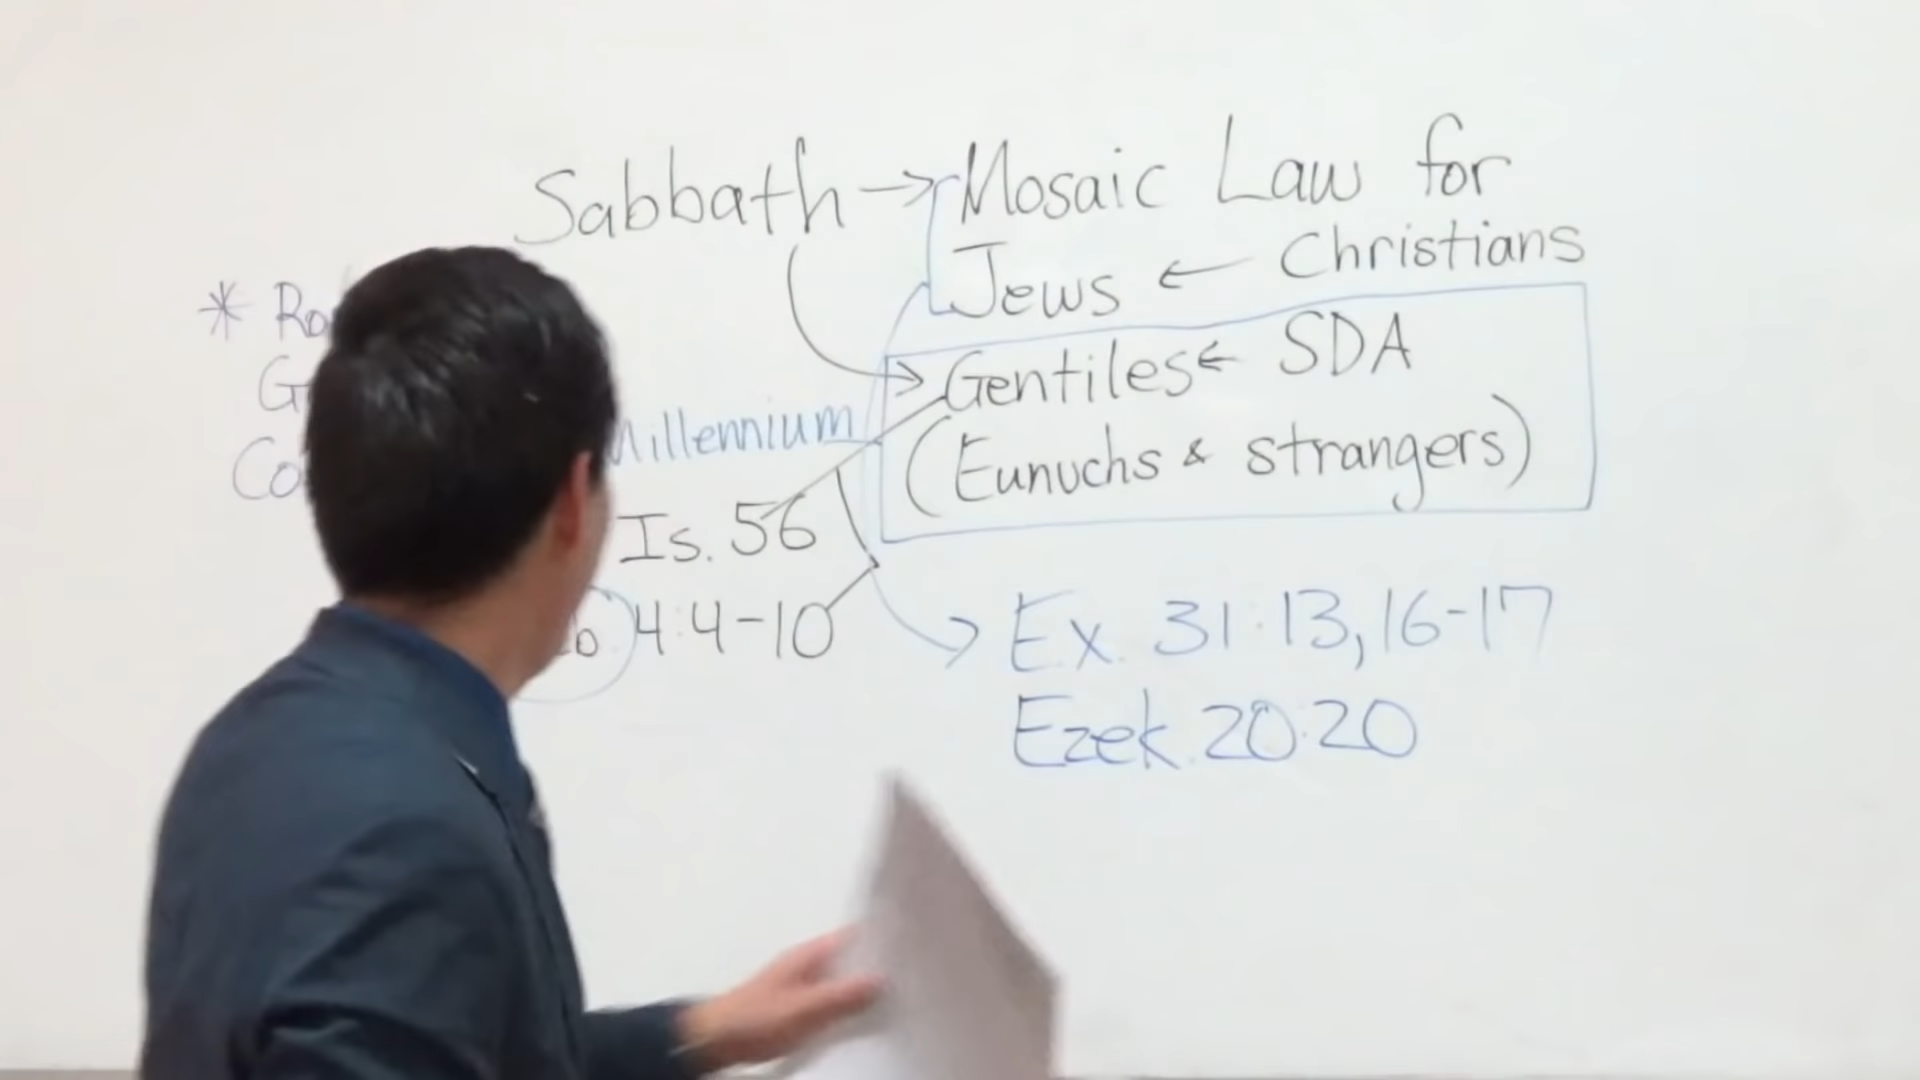 Sabbath → Mosaic Law for
Jews ← Christians
Gentiles ← SDA
(Eunuchs & strangers)
Millennium
Is. 56
4:4-10
Ex. 31:13,16-17
Ezek. 20:20
*